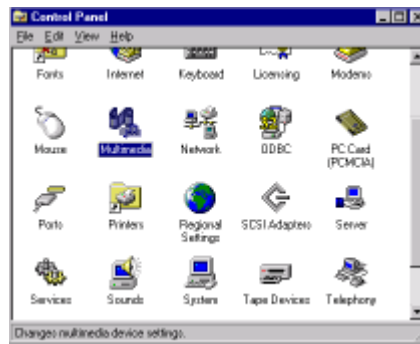 Control Panel
File Edit View Help
Fonts Internet Keyboard Licensing Modems
Mouse Multimedia Network ODBC PC Card (PCMCIA)
Ports Printers Regional Settings SCSI Adapters Server
Services Sounds System Tape Devices Telephony
Changes multimedia device settings.